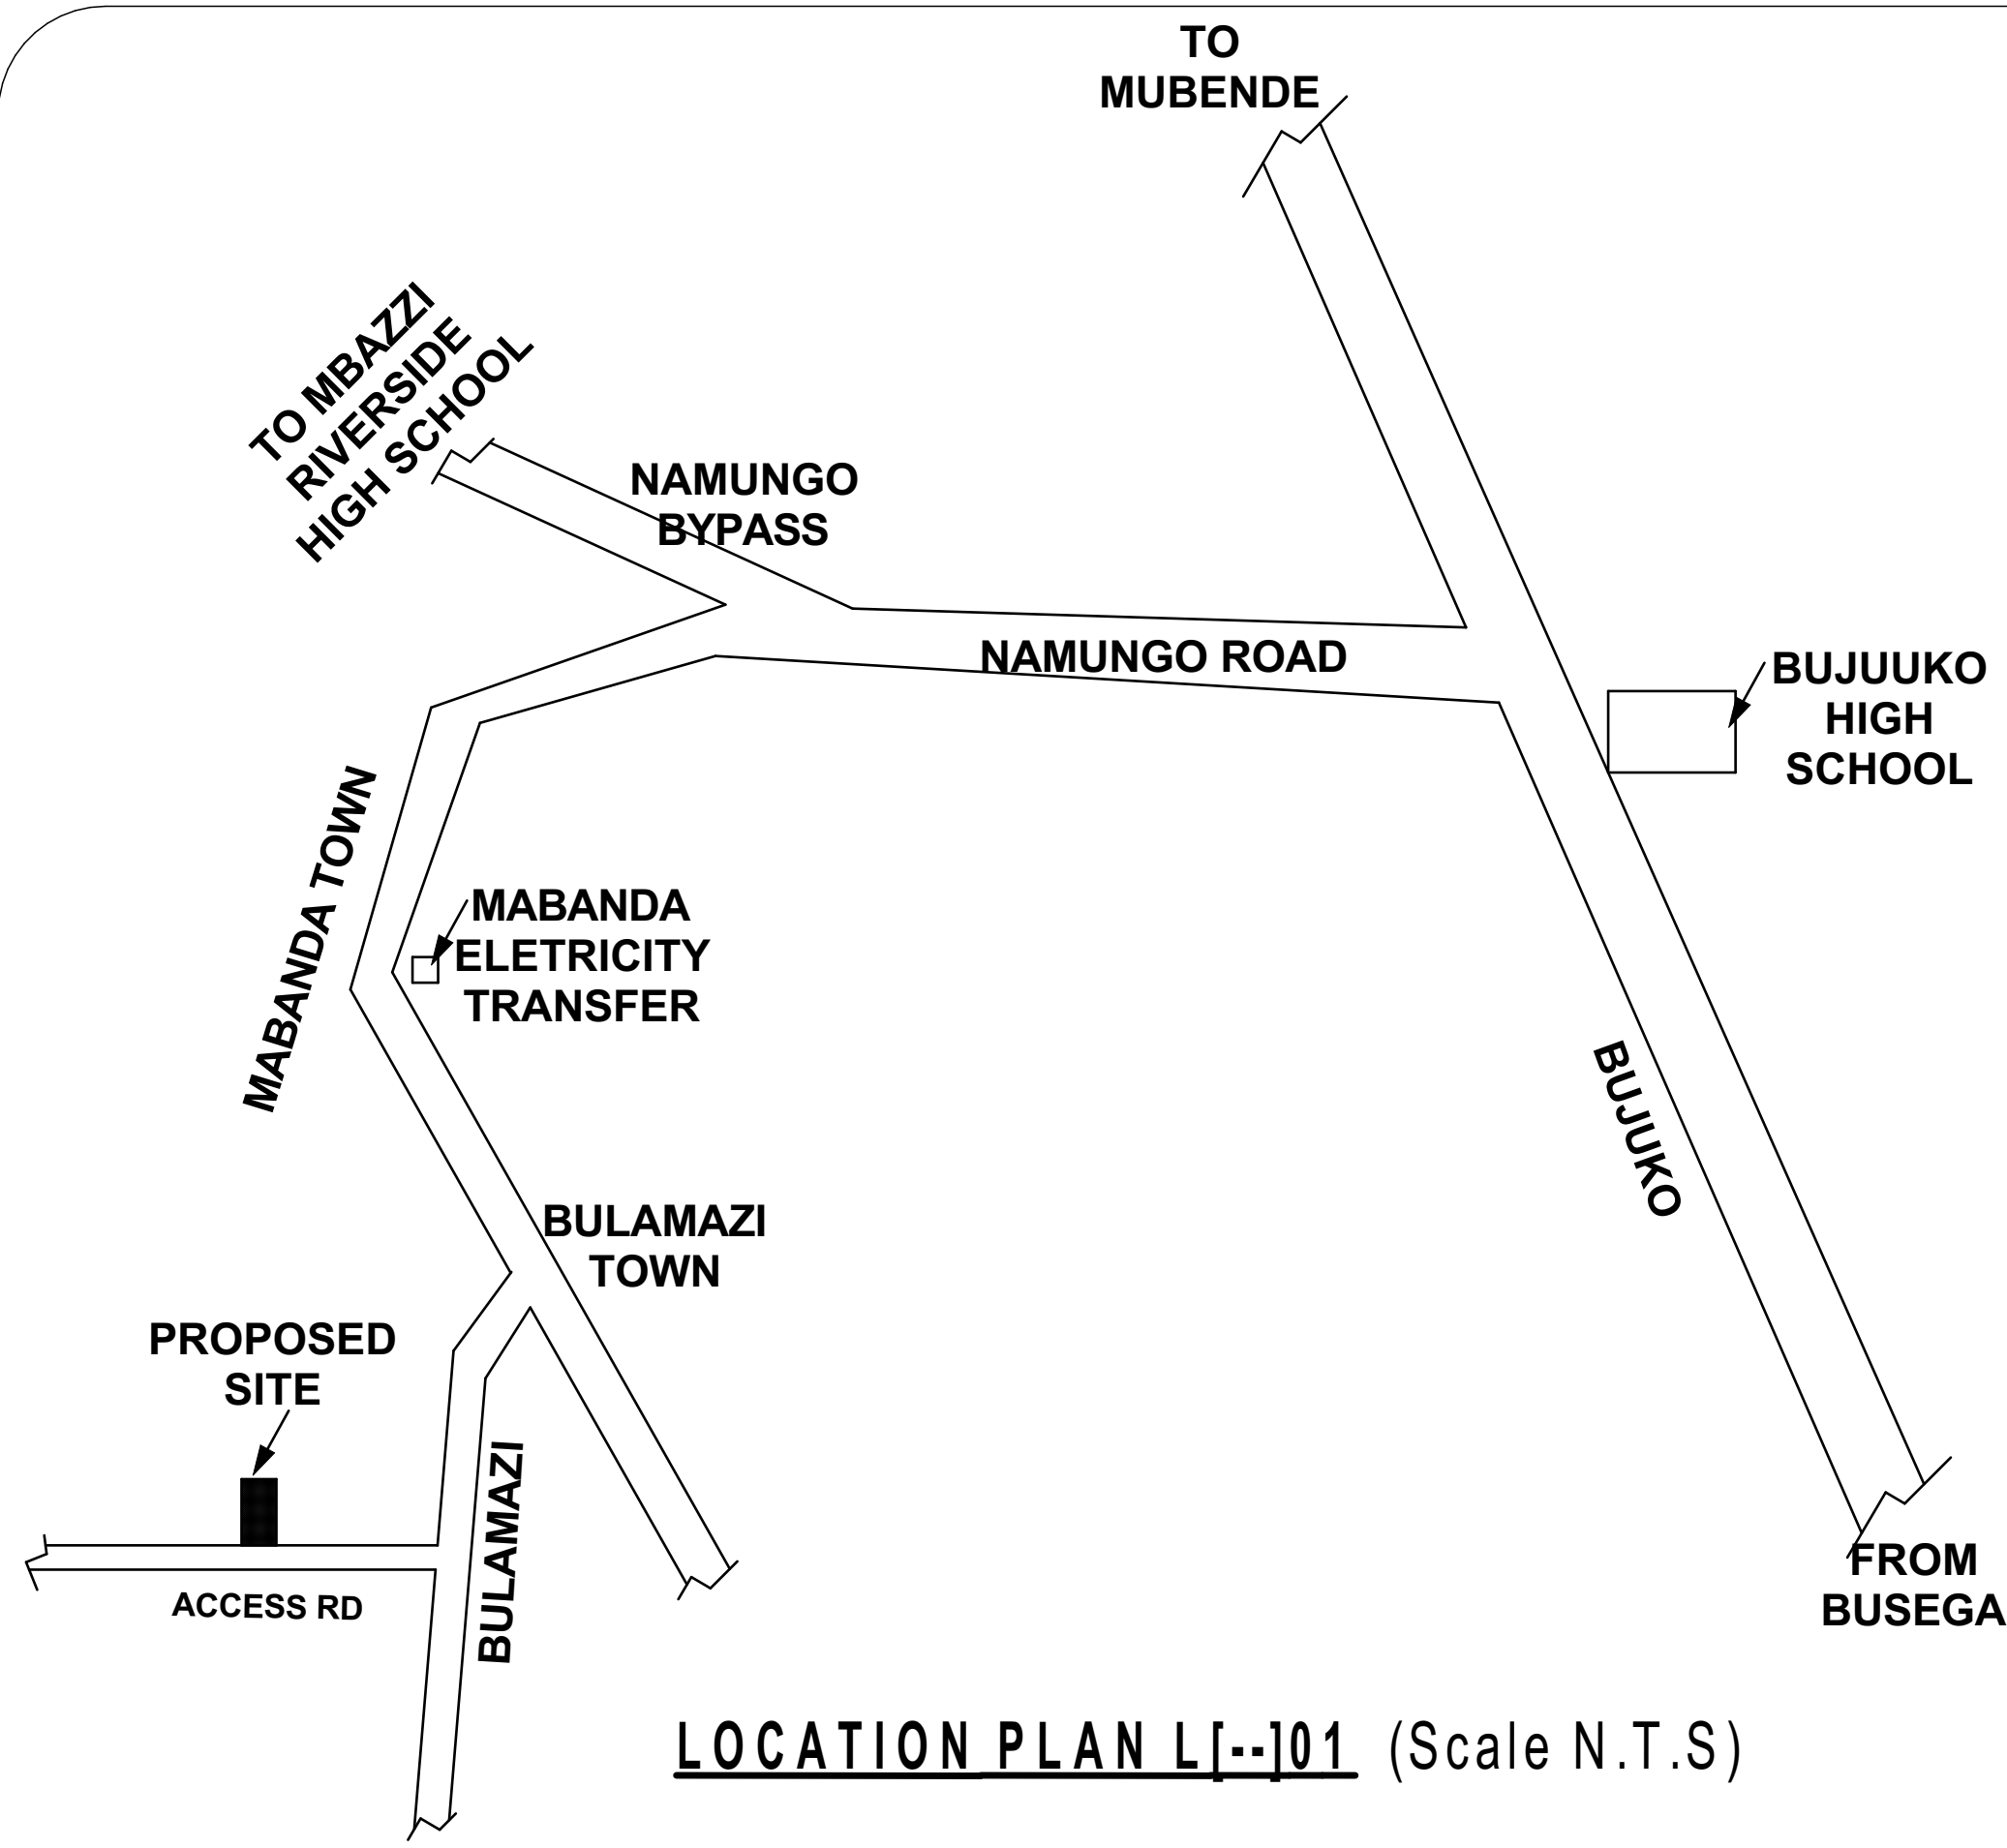 TO
MUBENDE
TO MBAZZI
RIVERSIDE
HIGH SCHOOL
NAMUNGO
BYPASS
NAMUNGO ROAD
BUJUUKO
HIGH
SCHOOL
MABANDA TOWN
MABANDA
ELETRICITY
TRANSFER
BUJUKO
BULAMAZI
TOWN
PROPOSED
SITE
BULAMAZI
ACCESS RD
FROM
BUSEGA
LOCATION PLAN L[--]01 (Scale N.T.S)